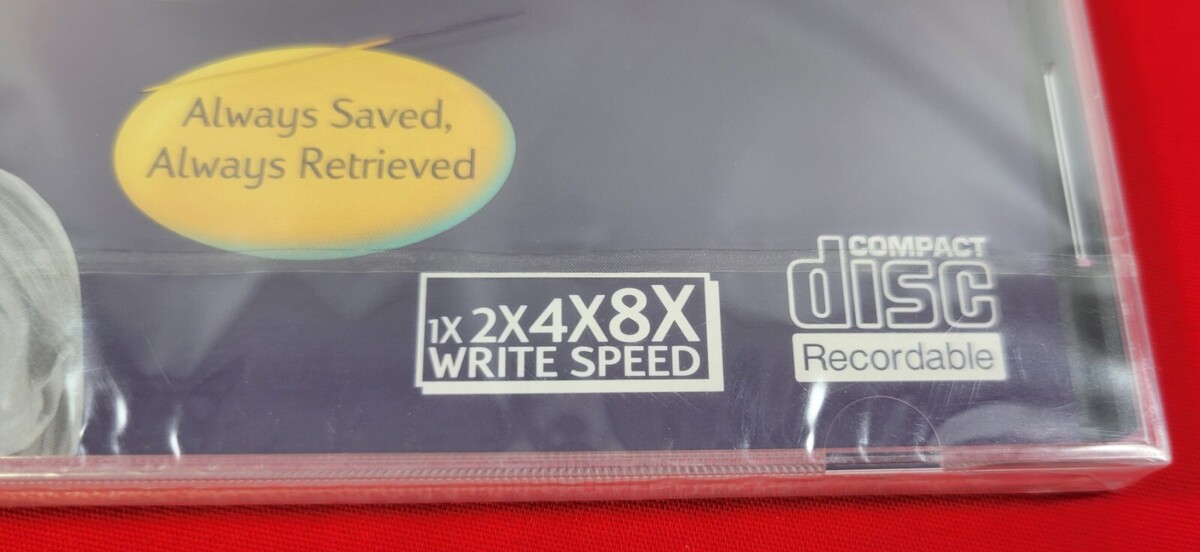 Always Saved,
Always Retrieved
1X 2X4X8X
WRITE SPEED
COMPACT
disc
Recordable